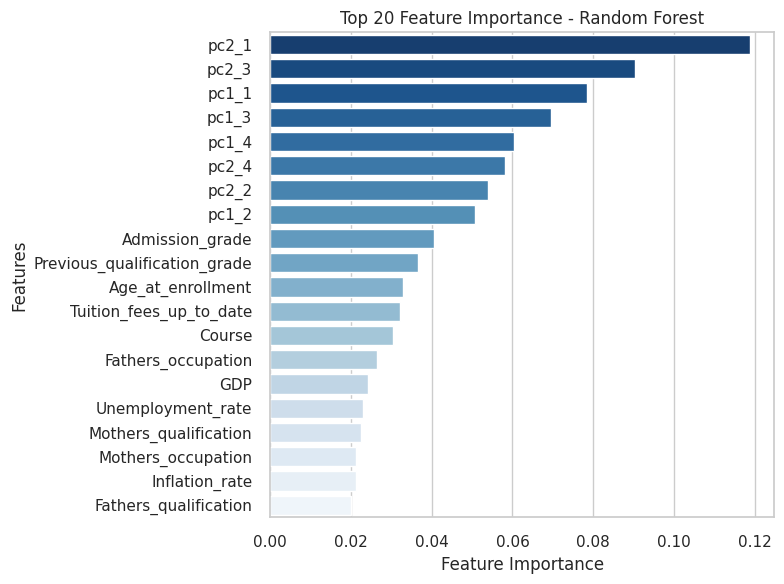 Top 20 Feature Importance - Random Forest
Features
pc2_1
pc2_3
pc1_1
pc1_3
pc1_4
pc2_4
pc2_2
pc1_2
Admission_grade
Previous_qualification_grade
Age_at_enrollment
Tuition_fees_up_to_date
Course
Fathers_occupation
GDP
Unemployment_rate
Mothers_qualification
Mothers_occupation
Inflation_rate
Fathers_qualification
0.00 0.02 0.04 0.06 0.08 0.10 0.12
Feature Importance